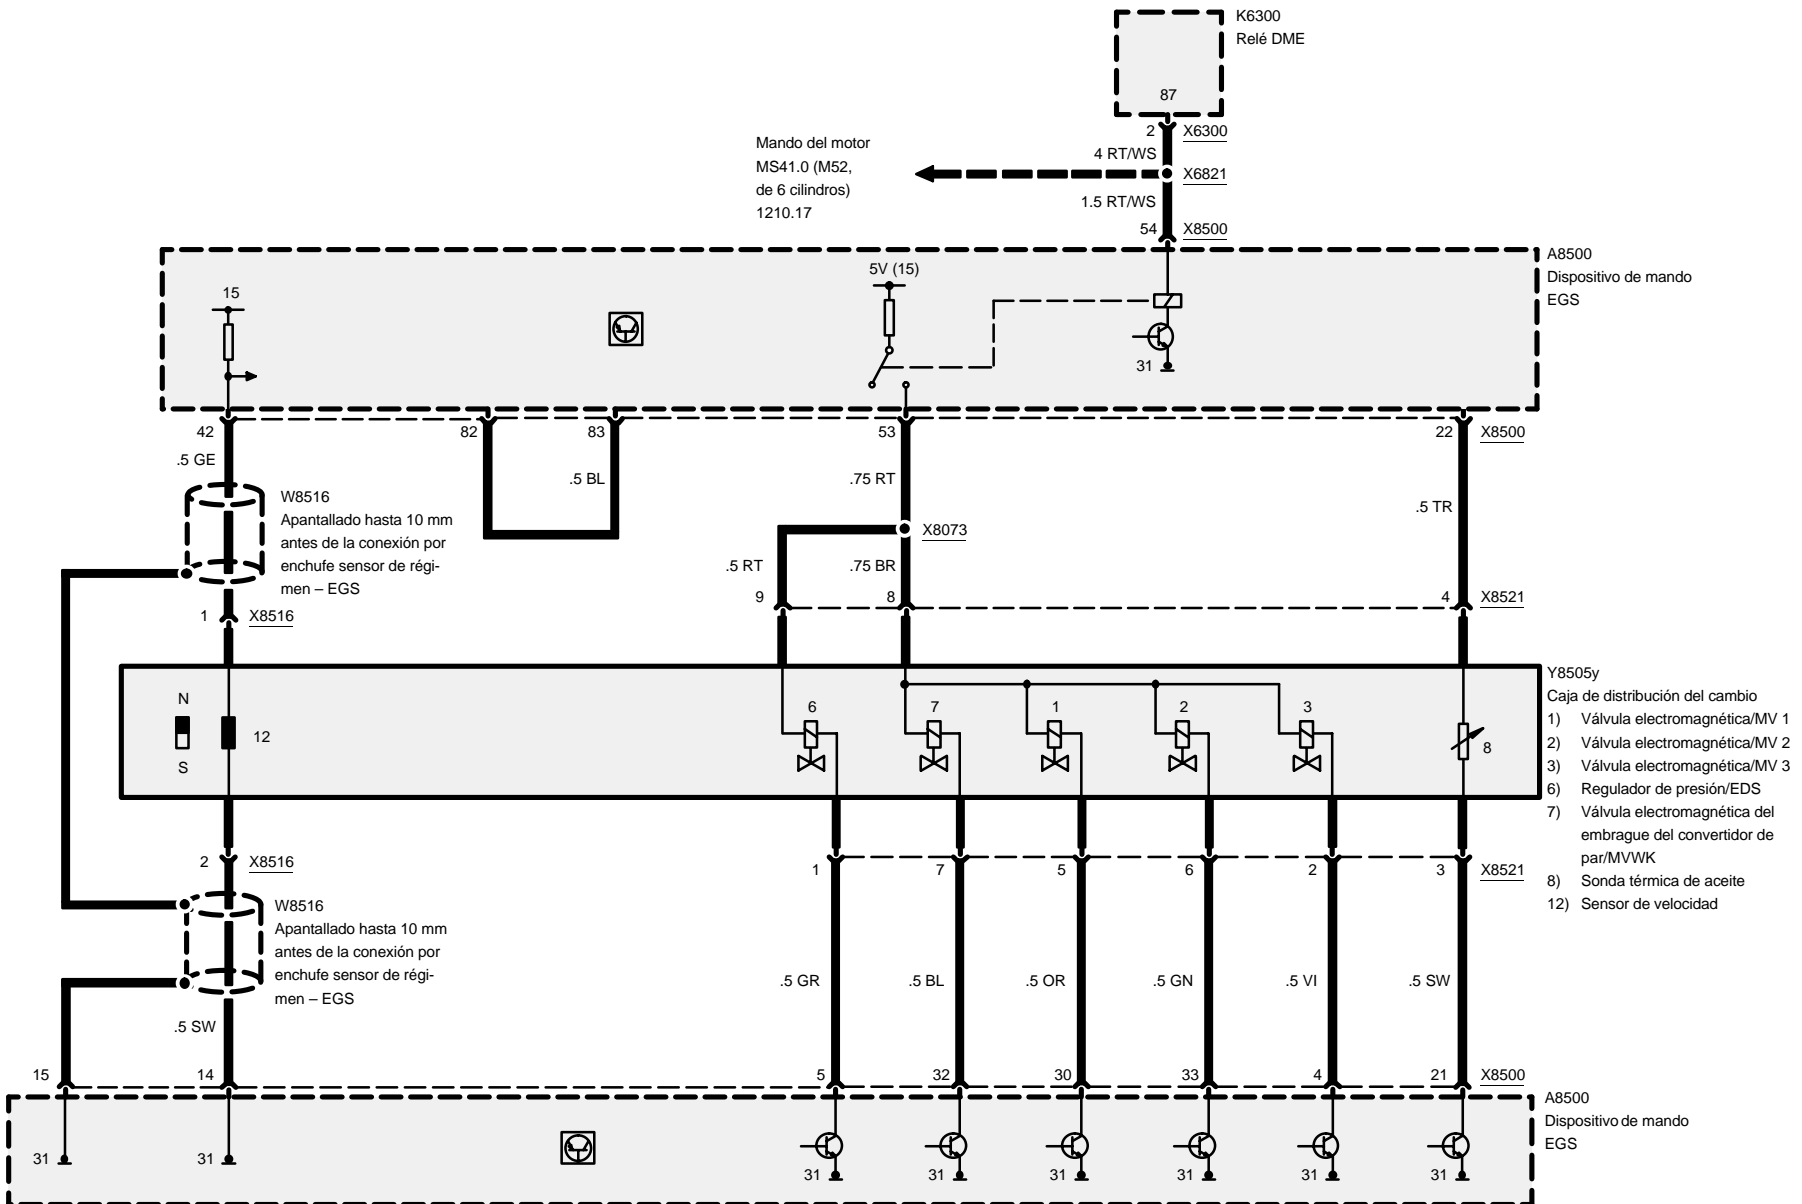 K6300
Relé DME
87
2 X6300
4 RT/WS
Mando del motor
MS41.0 (M52,
de 6 cilindros)
1210.17
X6821
1.5 RT/WS
54 X8500
A8500
Dispositivo de mando
EGS
15
5V (15)
31
42 82 83 53 22 X8500
.5 GE
.5 BL
.75 RT
.5 TR
W8516
Apantallado hasta 10 mm
antes de la conexión por
enchufe sensor de régi-
men – EGS
X8073
.5 RT .75 BR
9 8 4 X8521
1 X8516
Y8505y
Caja de distribución del cambio
1) Válvula electromagnética/MV 1
2) Válvula electromagnética/MV 2
3) Válvula electromagnética/MV 3
6) Regulador de presión/EDS
7) Válvula electromagnética del
embrague del convertidor de
par/MVWK
8) Sonda térmica de aceite
12) Sensor de velocidad
N
S
12
6 7 1 2 3 8
2 X8516
1 7 5 6 2 3 X8521
W8516
Apantallado hasta 10 mm
antes de la conexión por
enchufe sensor de régi-
men – EGS
.5 GR .5 BL .5 OR .5 GN .5 VI .5 SW
.5 SW
15 14 5 32 30 33 4 21 X8500
A8500
Dispositivo de mando
EGS
31 31 31 31 31 31 31 31